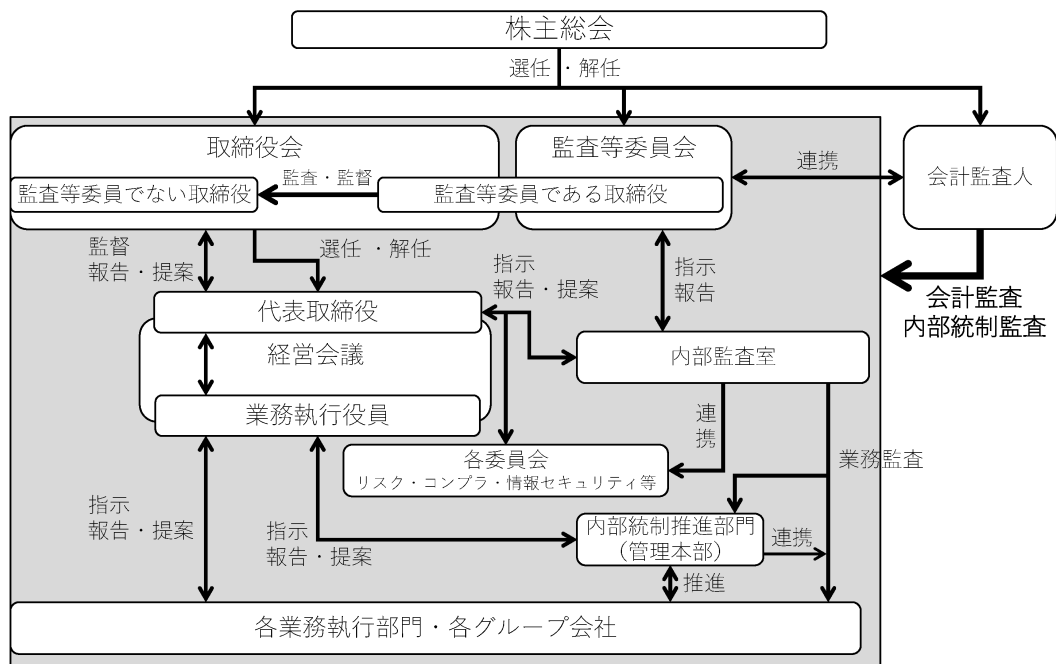 株主総会
選任・解任
取締役会
監査等委員会
連携
会計監査人
監査等委員でない取締役
監査・監督
監査等委員である取締役
監督
報告・提案
選任・解任
指示
報告・提案
指示
報告
会計監査
内部統制監査
代表取締役
経営会議
内部監査室
業務執行役員
連携
各委員会
リスク・コンプラ・情報セキュリティ等
業務監査
指示
報告・提案
指示
報告・提案
内部統制推進部門
(管理本部)
連携
推進
各業務執行部門・各グループ会社